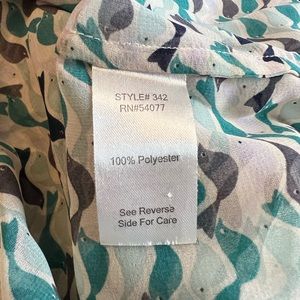 STYLE# 342
RN#54077
100% Polyester
See Reverse
Side For Care